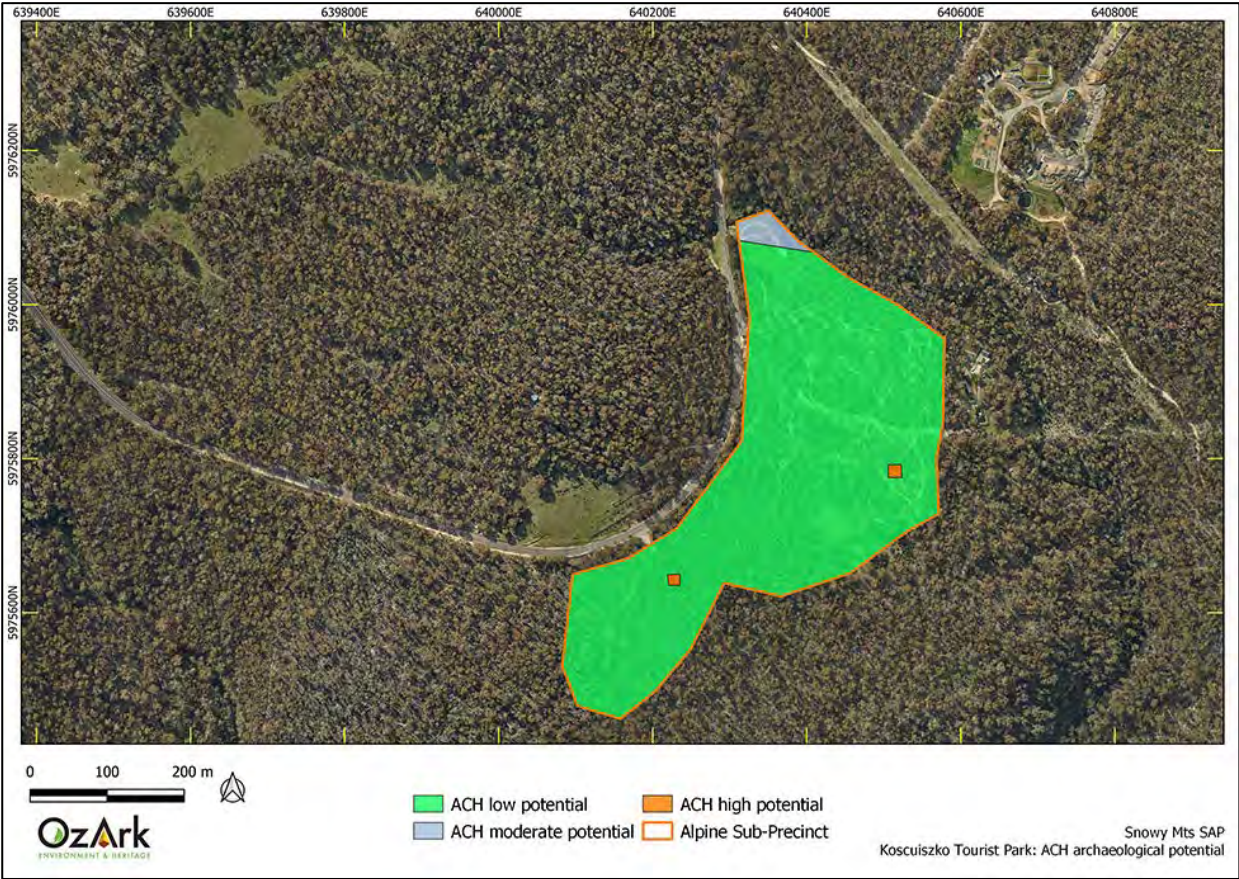 639400E 639600E 639800E 640000E 640200E 640400E 640600E 640800E
5976200N
5976000N
5975800N
5975600N
0 100 200 m
ACH low potential
ACH high potential
ACH moderate potential
Alpine Sub-Precinct
OzArk
ENVIRONMENT & HERITAGE
Snowy Mts SAP
Koscuiszko Tourist Park: ACH archaeological potential